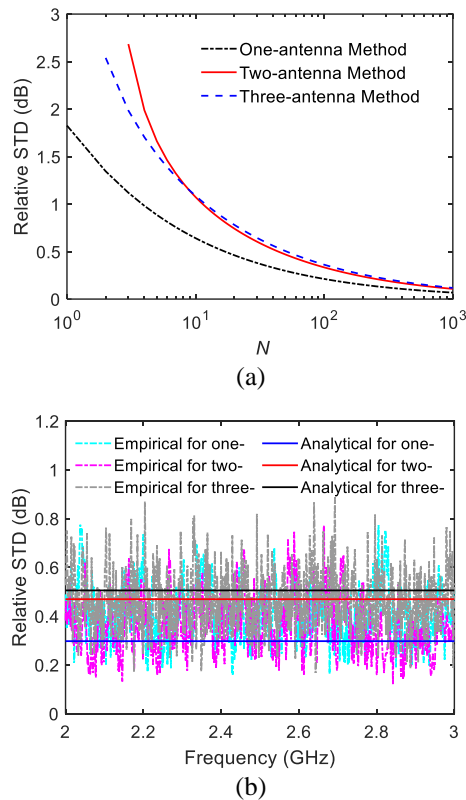 3
2.5
2
1.5
1
0.5
0
Relative STD (dB)
One-antenna Method
Two-antenna Method
Three-antenna Method
10^0
10^1
10^2
10^3
N
(a)
1.2
1
0.8
0.6
0.4
0.2
0
Relative STD (dB)
Empirical for one-
Analytical for one-
Empirical for two-
Analytical for two-
Empirical for three-
Analytical for three-
2
2.2
2.4
2.6
2.8
3
Frequency (GHz)
(b)